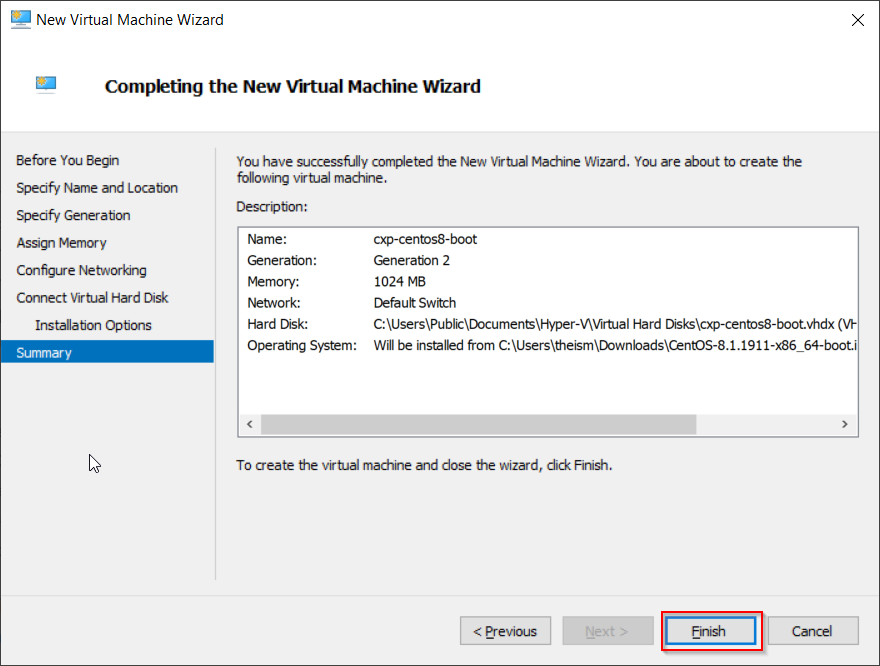 New Virtual Machine Wizard
Completing the New Virtual Machine Wizard
Before You Begin
Specify Name and Location
Specify Generation
Assign Memory
Configure Networking
Connect Virtual Hard Disk
Installation Options
Summary
You have successfully completed the New Virtual Machine Wizard. You are about to create the
following virtual machine.
Description:
Name: cxp-centos8-boot
Generation: Generation 2
Memory: 1024 MB
Network: Default Switch
Hard Disk: C:\Users\Public\Documents\Hyper-V\Virtual Hard Disks\cxp-centos8-boot.vhdx (VH
Operating System: Will be installed from C:\Users\theism\Downloads\CentOS-8.1.1911-x86_64-boot.i
To create the virtual machine and close the wizard, click Finish.
< Previous Next > Finish Cancel